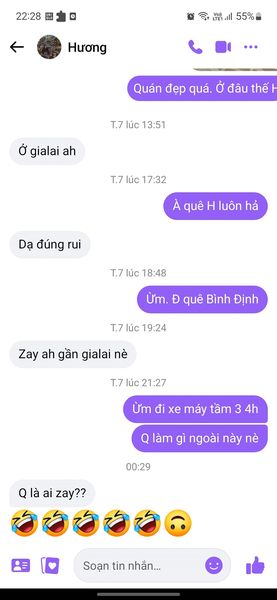 22:28
55%
Hương
Quán đẹp quá. Ở đâu thế H
T.7 lúc 13:51
Ở gialai ah
T.7 lúc 17:32
À quê H luôn hả
Dạ đúng rui
T.7 lúc 18:48
Ừm. Đ quê Bình Định
T.7 lúc 19:24
Zay ah gần gialai nè
T.7 lúc 21:27
Ừm đi xe máy tầm 3 4h
Q làm gì ngoài này nè
00:29
Q là ai zay??
Soạn tin nhắn...